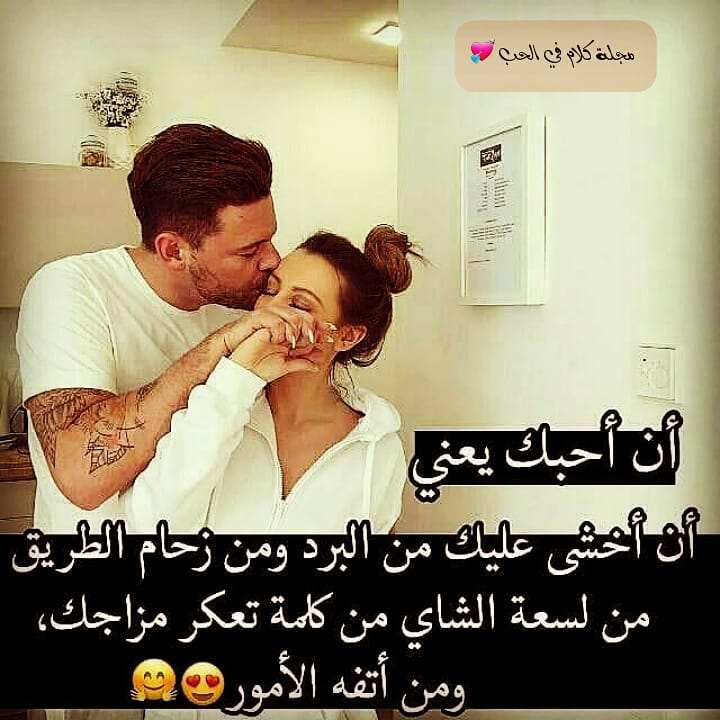 مجلة كلام في الحب 💘
أن أحبك يعني
أن أخشى عليك من البرد ومن زحام الطريق
من لسعة الشاي من كلمة تعكر مزاجك،
ومن أتفه الأمور😍🤗